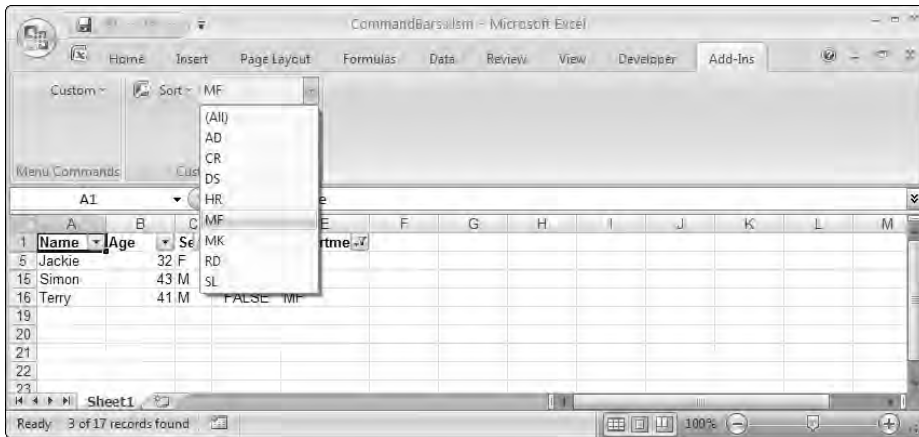 CommandBars.xlsm - Microsoft Excel
Home Insert Page Layout Formulas Data Review View Developer Add-Ins
Custom Sort MF
(All)
AD
CR
DS
HR
MF
MK
RD
SL
Menu Commands Cust
A1 e
A B C E F G H I J K L M
1 Name Age Se rtme
5 Jackie 32 F
15 Simon 43 M
16 Terry 41 M FALSE MF
19
20
21
22
23
Sheet1
Ready 3 of 17 records found 100%